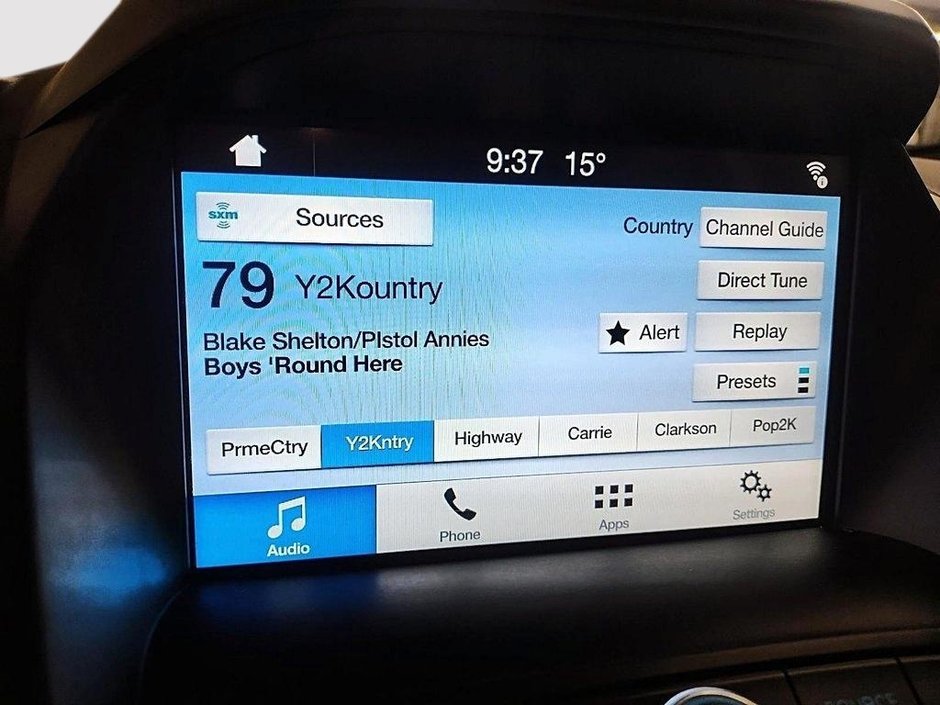 9:37 15°
sxm Sources
Country Channel Guide
79 Y2Kountry
Direct Tune
Blake Shelton/PIstol Annies
Boys 'Round Here
Alert Replay
Presets
PrmeCtry Y2Kntry Highway Carrie Clarkson Pop2K
Audio Phone Apps Settings
SOURCE